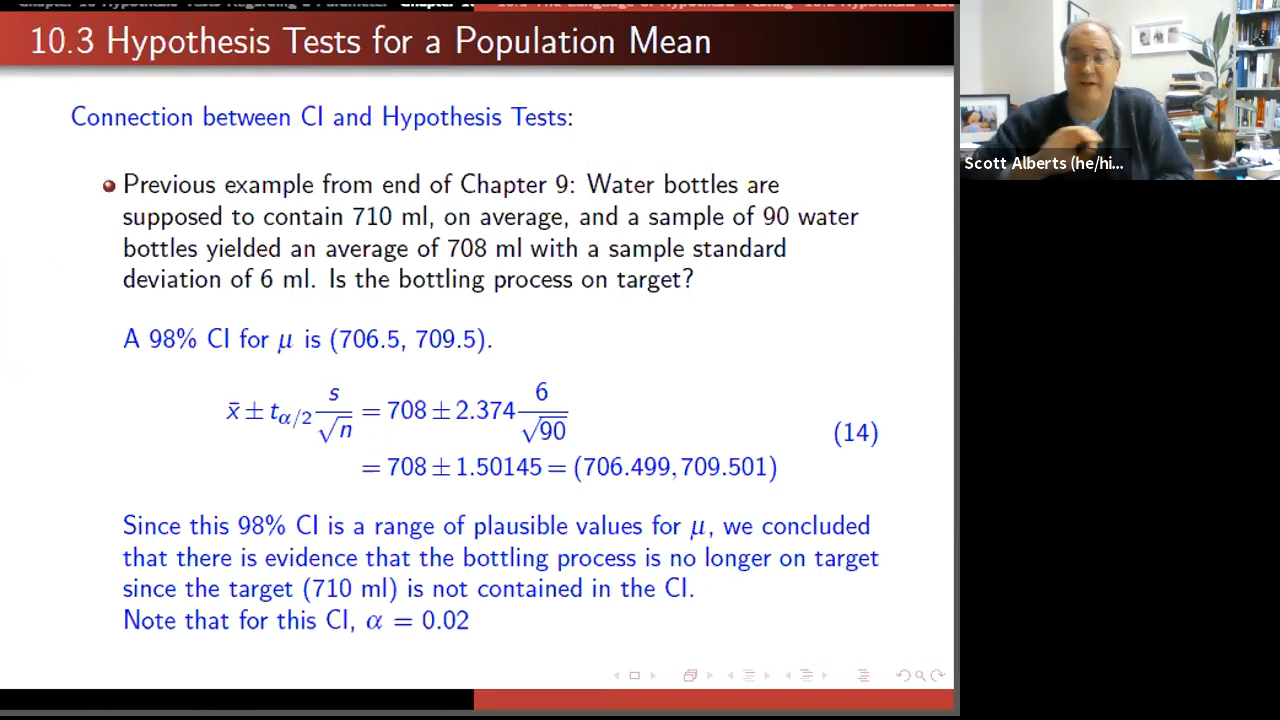 10.3 Hypothesis Tests for a Population Mean
Connection between CI and Hypothesis Tests:
Previous example from end of Chapter 9: Water bottles are
supposed to contain 710 ml, on average, and a sample of 90 water
bottles yielded an average of 708 ml with a sample standard
deviation of 6 ml. Is the bottling process on target?
A 98% CI for μ is (706.5, 709.5).
x̄ ± t_{α/2} s/√n = 708 ± 2.374 6/√90
(14)
= 708 ± 1.50145 = (706.499, 709.501)
Since this 98% CI is a range of plausible values for μ, we concluded
that there is evidence that the bottling process is no longer on target
since the target (710 ml) is not contained in the CI.
Note that for this CI, α = 0.02
Scott Alberts (he/hi...